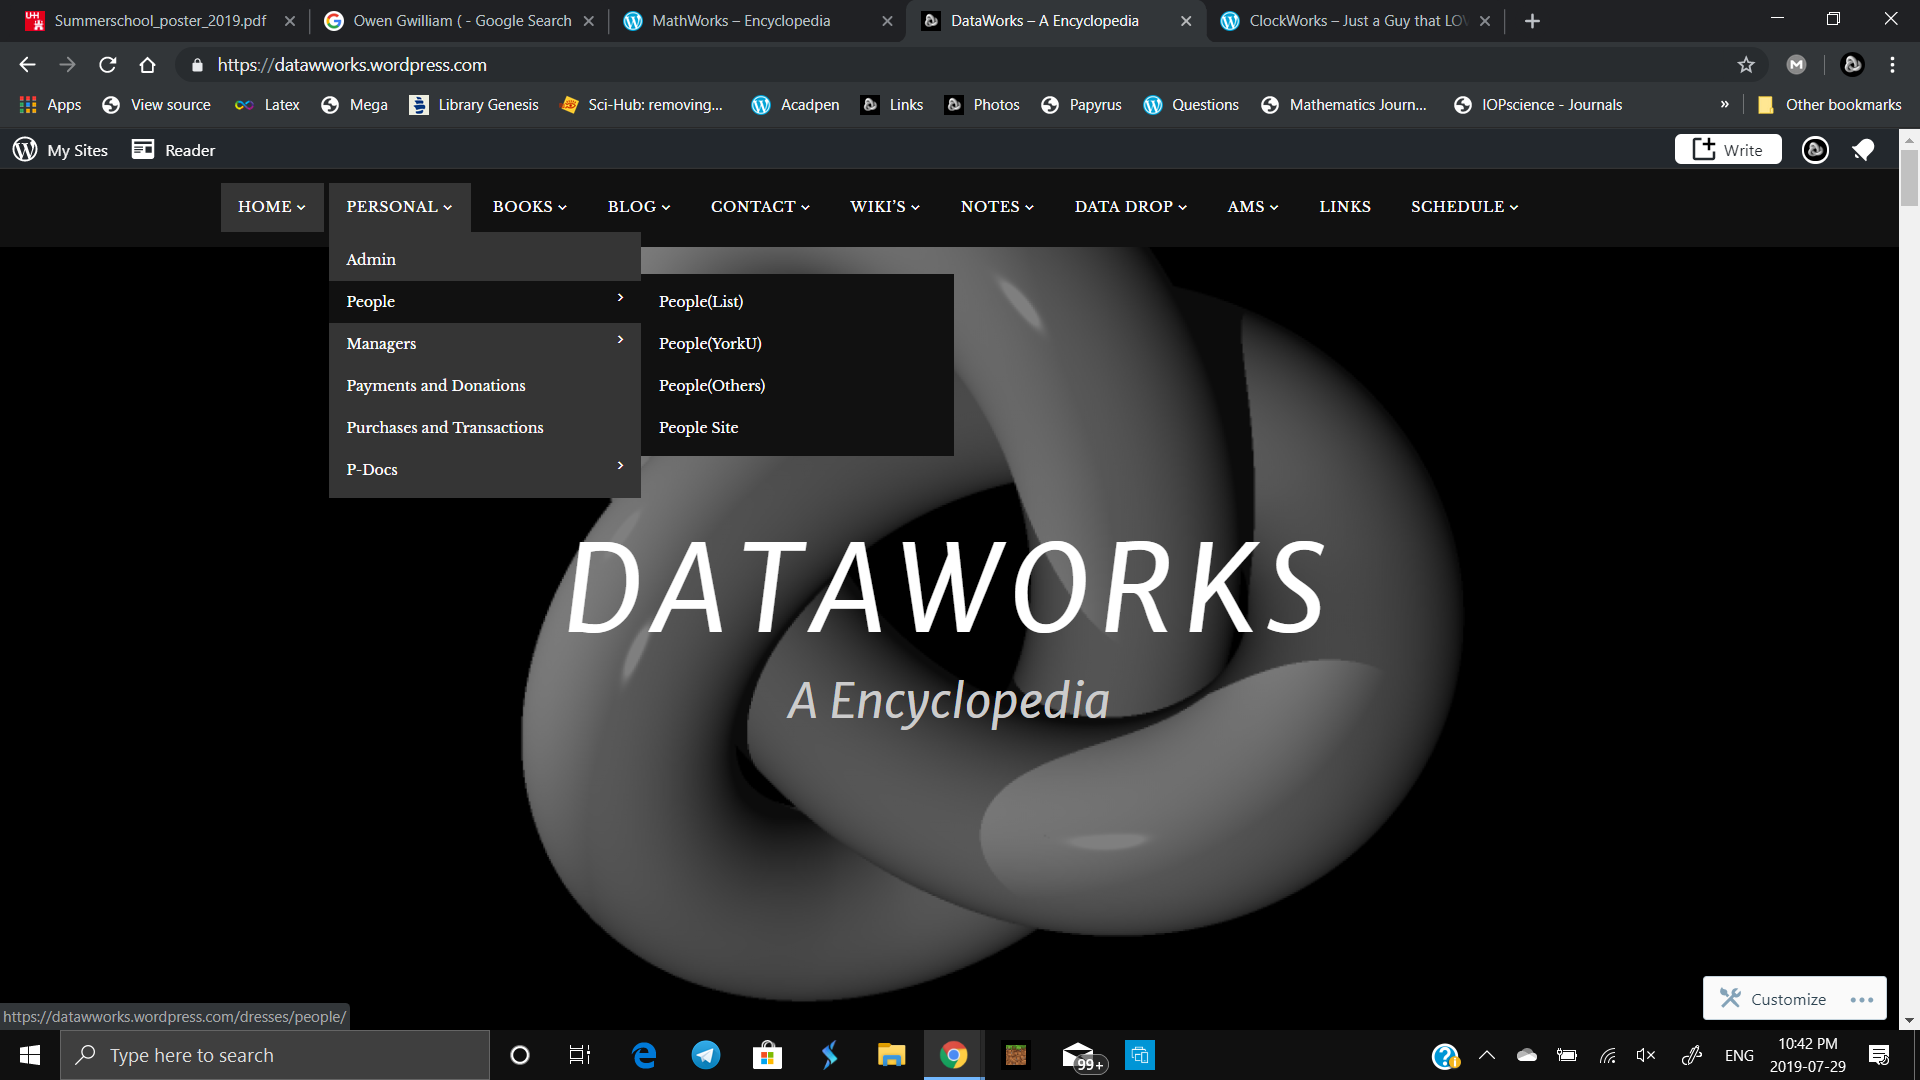 Summerschool_poster_2019.pdf
Owen Gwilliam ( - Google Search
MathWorks – Encyclopedia
DataWorks – A Encyclopedia
ClockWorks – Just a Guy that LO
https://datawworks.wordpress.com
Apps
View source
Latex
Mega
Library Genesis
Sci-Hub: removing...
Acadpen
Links
Photos
Papyrus
Questions
Mathematics Journ...
IOPscience - Journals
»
Other bookmarks
My Sites
Reader
Write
HOME
PERSONAL
BOOKS
BLOG
CONTACT
WIKI'S
NOTES
DATA DROP
AMS
LINKS
SCHEDULE
Admin
People
Managers
Payments and Donations
Purchases and Transactions
P-Docs
People(List)
People(YorkU)
People(Others)
People Site
DATAWORKS
A Encyclopedia
Customize
https://datawworks.wordpress.com/dresses/people/
Type here to search
99+
ENG
10:42 PM
2019-07-29